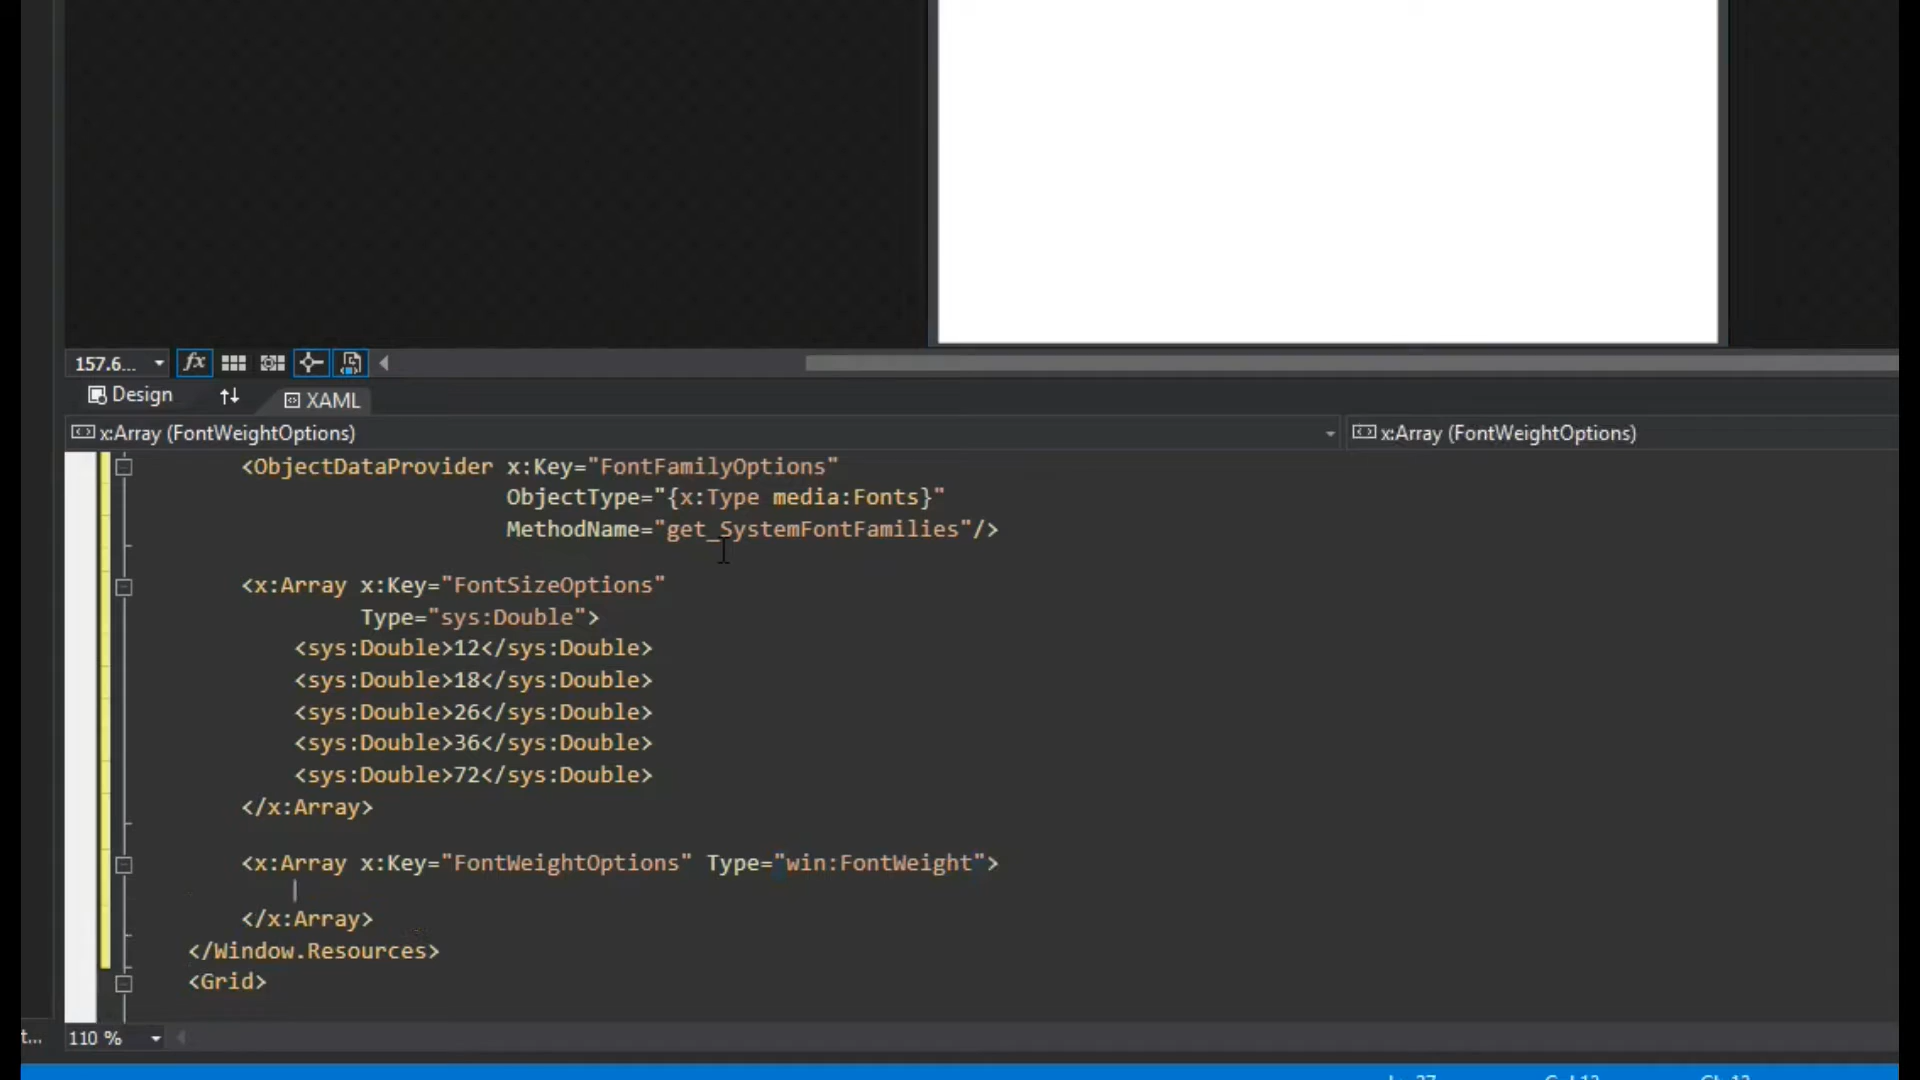 157.6...
Design
XAML
x:Array (FontWeightOptions)
x:Array (FontWeightOptions)
<ObjectDataProvider x:Key="FontFamilyOptions"
ObjectType="{x:Type media:Fonts}"
MethodName="get_SystemFontFamilies"/>
<x:Array x:Key="FontSizeOptions"
Type="sys:Double">
<sys:Double>12</sys:Double>
<sys:Double>18</sys:Double>
<sys:Double>26</sys:Double>
<sys:Double>36</sys:Double>
<sys:Double>72</sys:Double>
</x:Array>
<x:Array x:Key="FontWeightOptions" Type="win:FontWeight">
</x:Array>
</Window.Resources>
<Grid>
t...
110 %